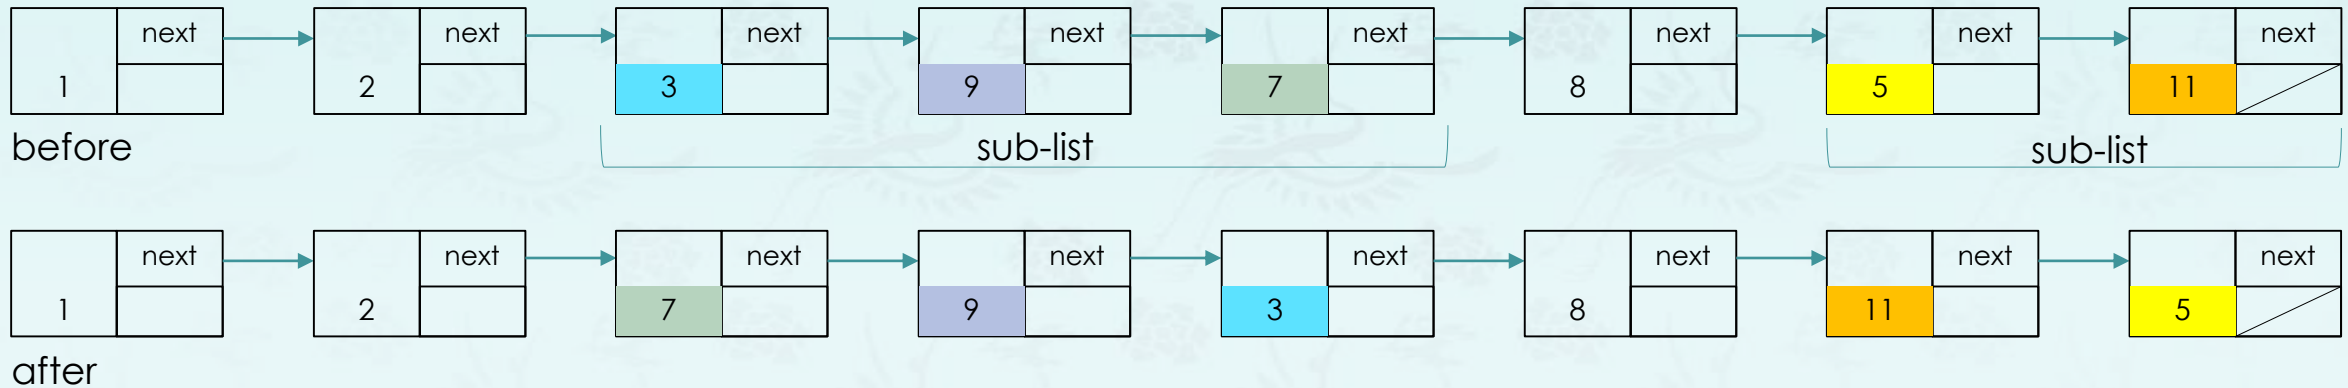 next next next next next next next next
1 2 3 9 7 8 5 11
before sub-list sub-list
next next next next next next next next
1 2 7 9 3 8 11 5
after